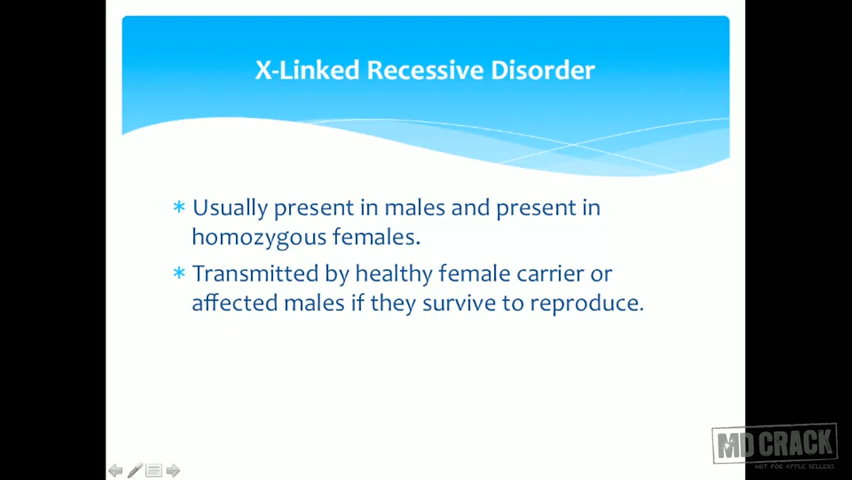 X-Linked Recessive Disorder
* Usually present in males and present in
homozygous females.
* Transmitted by healthy female carrier or
affected males if they survive to reproduce.
MD CRACK
NOT FOR APPLE SELLERS